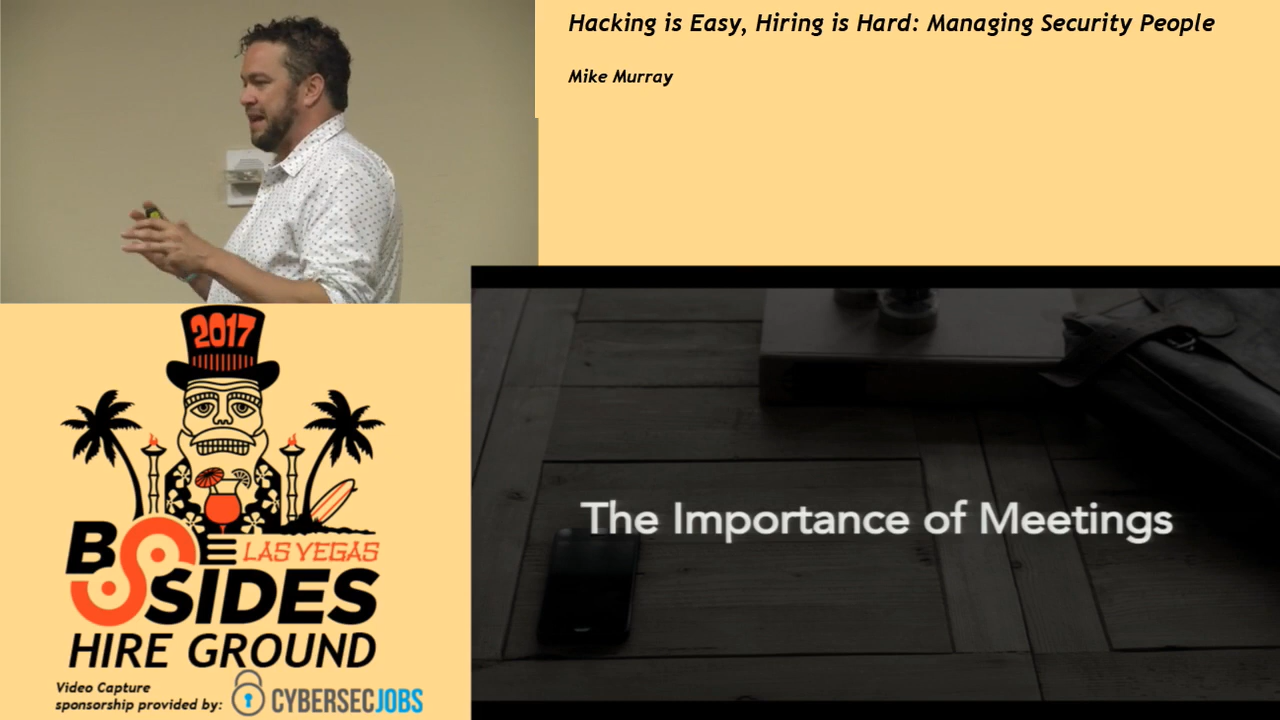 Hacking is Easy, Hiring is Hard: Managing Security People
Mike Murray
2017
BSIDES
LAS VEGAS
HIRE GROUND
Video Capture
sponsorship provided by:
CYBERSECJOBS
The Importance of Meetings